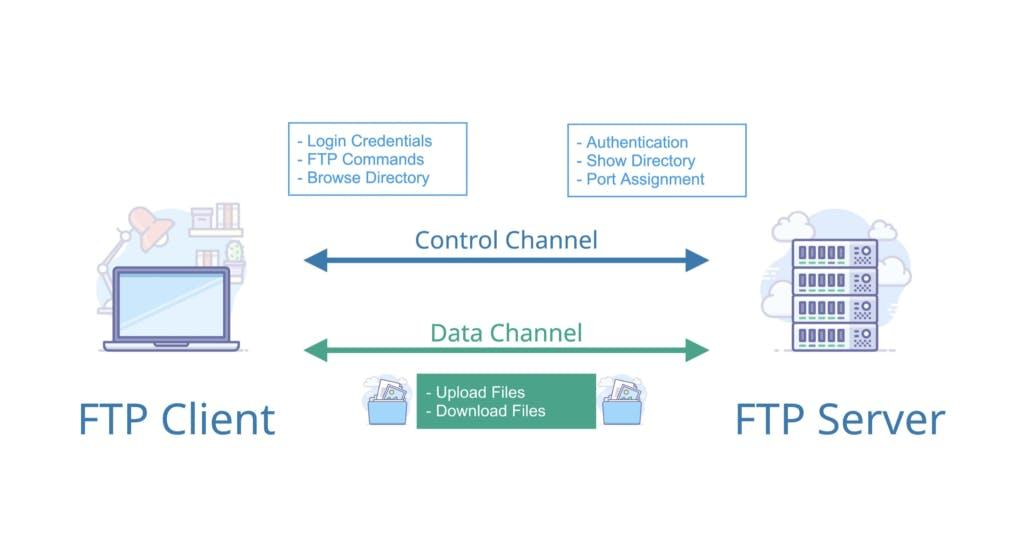 - Login Credentials
- FTP Commands
- Browse Directory
- Authentication
- Show Directory
- Port Assignment
Control Channel
Data Channel
- Upload Files
- Download Files
FTP Client
FTP Server